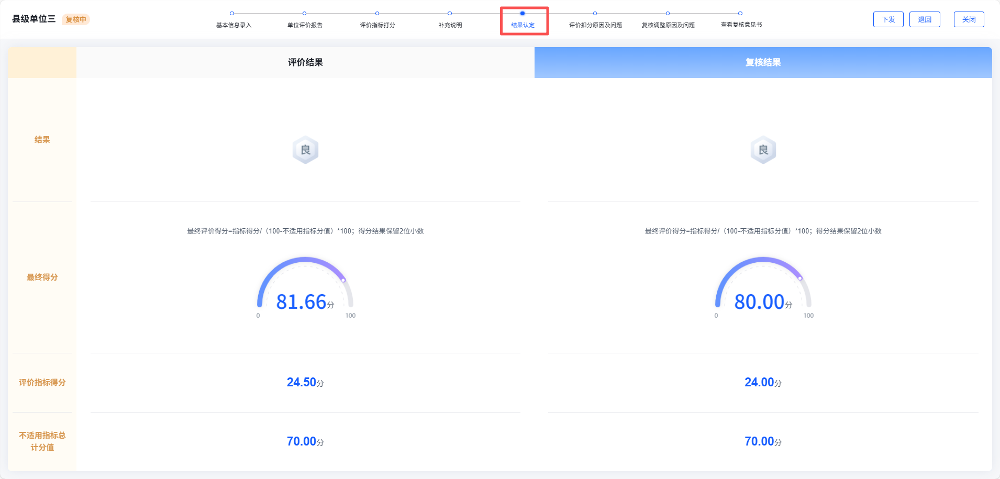 县级单位三 复核中
基本信息录入 单位评价报告 评价指标打分 补充说明 结果认定 评价扣分原因及问题 复核调整原因及问题 查看复核意见书
下发 退回 关闭
评价结果 复核结果
结果 良 良
最终评价得分=指标得分/（100-不适用指标分值）*100；得分结果保留2位小数 最终评价得分=指标得分/（100-不适用指标分值）*100；得分结果保留2位小数
最终得分 81.66分 80.00分
0 100 0 100
评价指标得分 24.50分 24.00分
不适用指标总
计分值 70.00分 70.00分